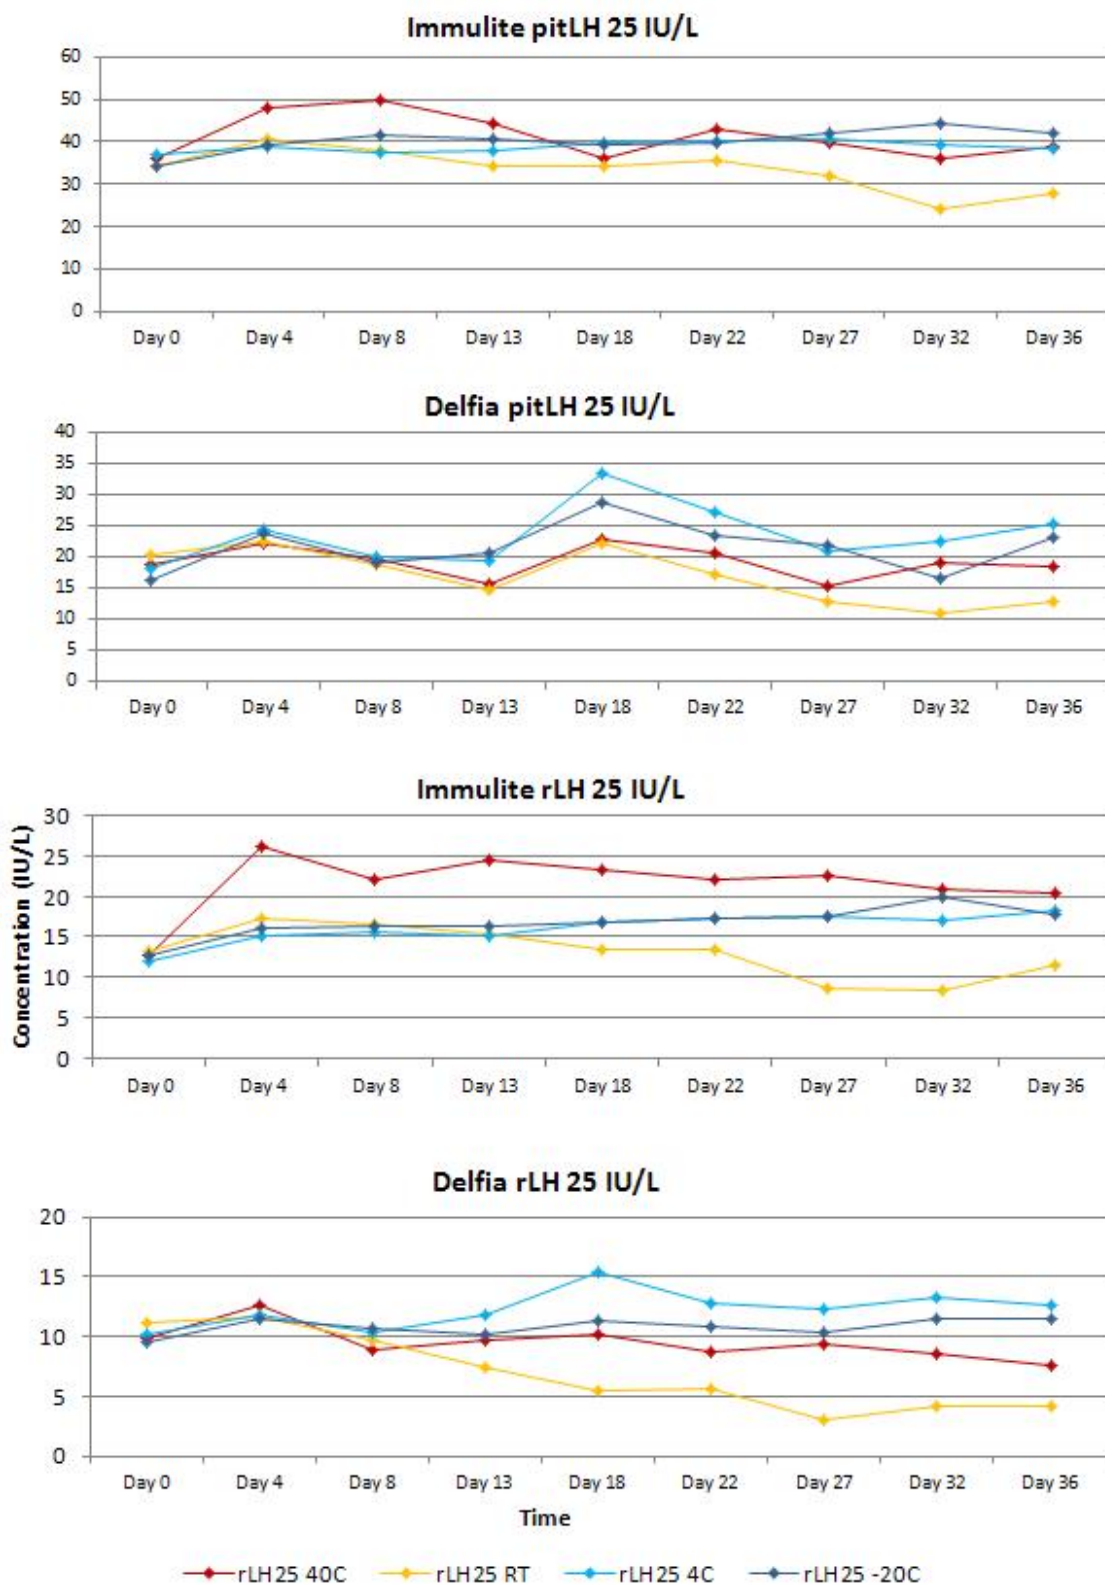 Immulite pitLH 25 IU/L
60
50
40
30
20
10
0
Day 0 Day 4 Day 8 Day 13 Day 18 Day 22 Day 27 Day 32 Day 36
Delfia pitLH 25 IU/L
40
35
30
25
20
15
10
5
0
Day 0 Day 4 Day 8 Day 13 Day 18 Day 22 Day 27 Day 32 Day 36
Immulite rLH 25 IU/L
Concentration (IU/L)
30
25
20
15
10
5
0
Day 0 Day 4 Day 8 Day 13 Day 18 Day 22 Day 27 Day 32 Day 36
Delfia rLH 25 IU/L
20
15
10
5
0
Day 0 Day 4 Day 8 Day 13 Day 18 Day 22 Day 27 Day 32 Day 36
Time
rLH25 40C rLH25 RT rLH25 4C rLH25 -20C